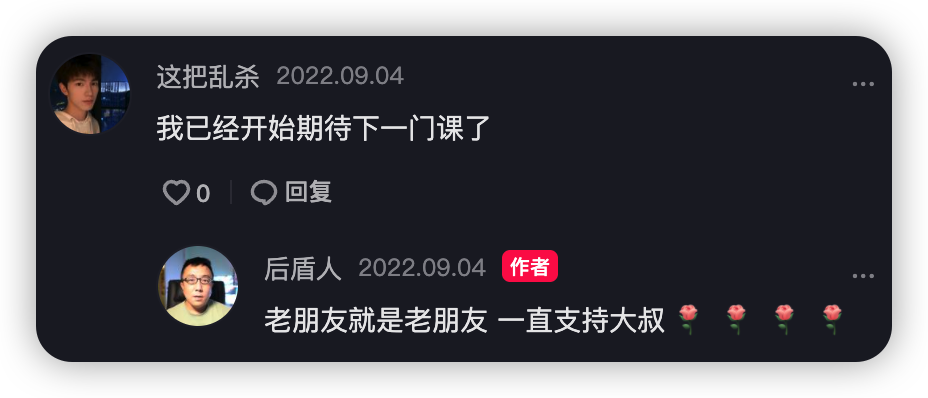 这把乱杀 2022.09.04
我已经开始期待下一门课了
0 回复
后盾人 2022.09.04 作者
老朋友就是老朋友 一直支持大叔🌹🌹🌹🌹